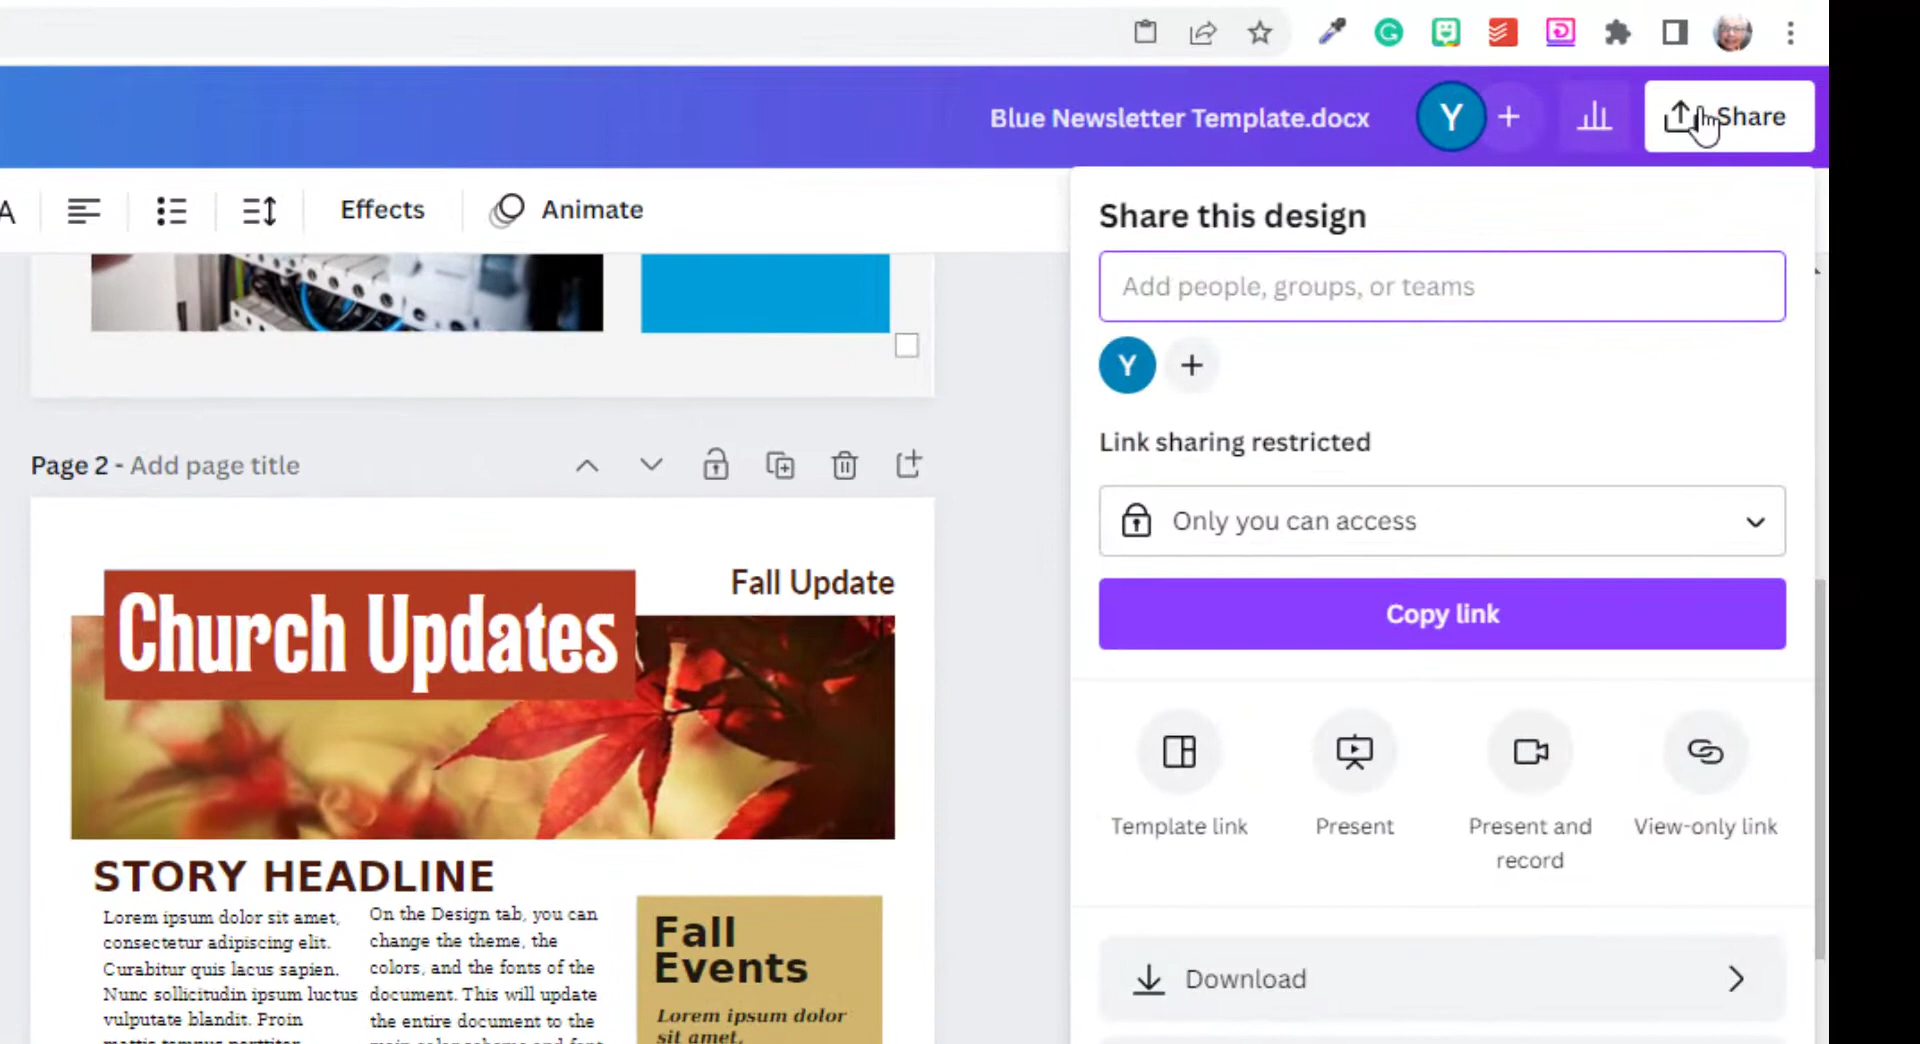 Blue Newsletter Template.docx
Y
Share
A
Effects
Animate
Share this design
Add people, groups, or teams
Y
Link sharing restricted
Only you can access
Copy link
Template link
Present
Present and
record
View-only link
Download
Page 2 - Add page title
Church Updates
Fall Update
STORY HEADLINE
Lorem ipsum dolor sit amet,
consectetur adipiscing elit.
Curabitur quis lacus sapien.
Nunc sollicitudin ipsum luctus
vulputate blandit. Proin
On the Design tab, you can
change the theme, the
colors, and the fonts of the
document. This will update
the entire document to the
Fall
Events
Lorem ipsum dolor
sit amet,